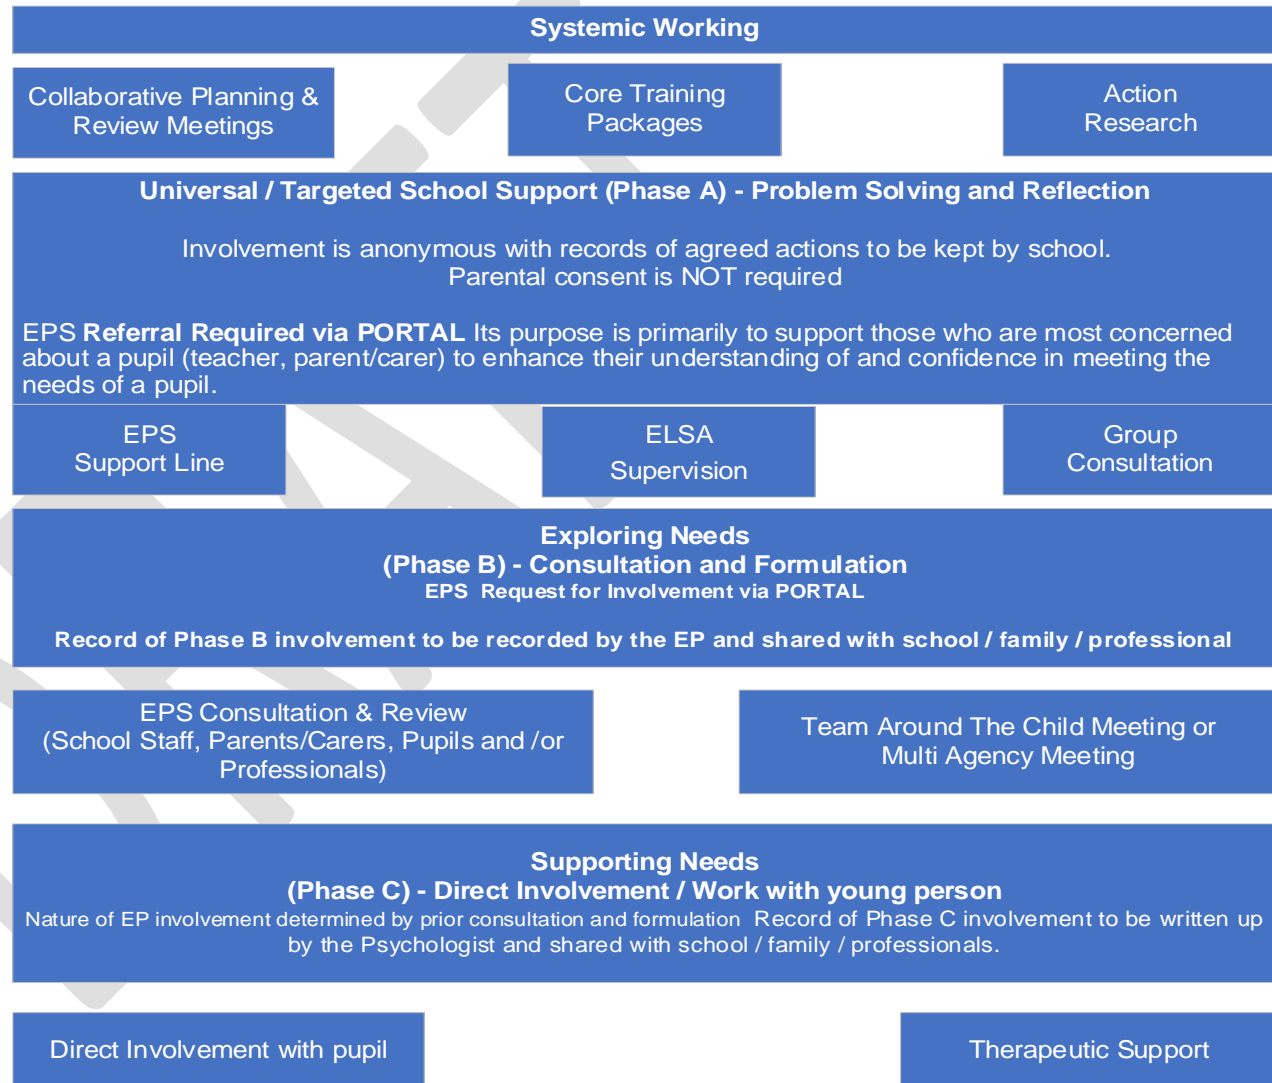 Systemic Working
Collaborative Planning &
Review Meetings
Core Training
Packages
Action
Research
Universal / Targeted School Support (Phase A) - Problem Solving and Reflection
Involvement is anonymous with records of agreed actions to be kept by school.
Parental consent is NOT required
EPS Referral Required via PORTAL Its purpose is primarily to support those who are most concerned
about a pupil (teacher, parent/carer) to enhance their understanding of and confidence in meeting the
needs of a pupil.
EPS
Support Line
ELSA
Supervision
Group
Consultation
Exploring Needs
(Phase B) - Consultation and Formulation
EPS Request for Involvement via PORTAL
Record of Phase B involvement to be recorded by the EP and shared with school / family / professional
EPS Consultation & Review
(School Staff, Parents/Carers, Pupils and /or
Professionals)
Team Around The Child Meeting or
Multi Agency Meeting
Supporting Needs
(Phase C) - Direct Involvement / Work with young person
Nature of EP involvement determined by prior consultation and formulation Record of Phase C involvement to be written up
by the Psychologist and shared with school / family / professionals.
Direct Involvement with pupil
Therapeutic Support